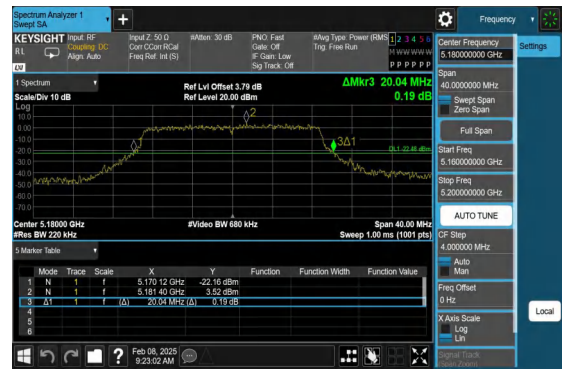 Spectrum Analyzer 1
Swept SA
+
Frequency
KEYSIGHT
RL
LXI
Input: RF
Coupling: DC
Align: Auto
Input Z: 50 Ω
Corr CCorr RCal
Freq Ref: Int (S)
#Atten: 30 dB
PNO: Fast
Gate: Off
IF Gain: Low
Sig Track: Off
#Avg Type: Power (RMS
Trig: Free Run
1 2 3 4 5 6
M W W W W W
P P P P P P
1 Spectrum
Scale/Div 10 dB
Log
Ref Lvl Offset 3.79 dB
Ref Level 20.00 dBm
ΔMkr3 20.04 MHz
0.19 dB
10.0
0.00
-10.0
-20.0
-30.0
-40.0
-50.0
-60.0
-70.0
2
3Δ1
DL1 -22.48 dBm
Center 5.18000 GHz
#Res BW 220 kHz
#Video BW 680 kHz
Span 40.00 MHz
Sweep 1.00 ms (1001 pts)
5 Marker Table
Mode Trace Scale X Y Function Function Width Function Value
1 N 1 f 5.170 12 GHz -22.16 dBm
2 N 1 f 5.181 40 GHz 3.52 dBm
3 Δ1 1 f (Δ) 20.04 MHz (Δ) 0.19 dB
4
5
6
Feb 08, 2025
9:23:02 AM
Center Frequency
5.180000000 GHz
Span
40.0000000 MHz
Swept Span
Zero Span
Full Span
Start Freq
5.160000000 GHz
Stop Freq
5.200000000 GHz
AUTO TUNE
CF Step
4.000000 MHz
Auto
Man
Freq Offset
0 Hz
X Axis Scale
Log
Lin
Signal Track
(Span Zoom)
Settings
Local